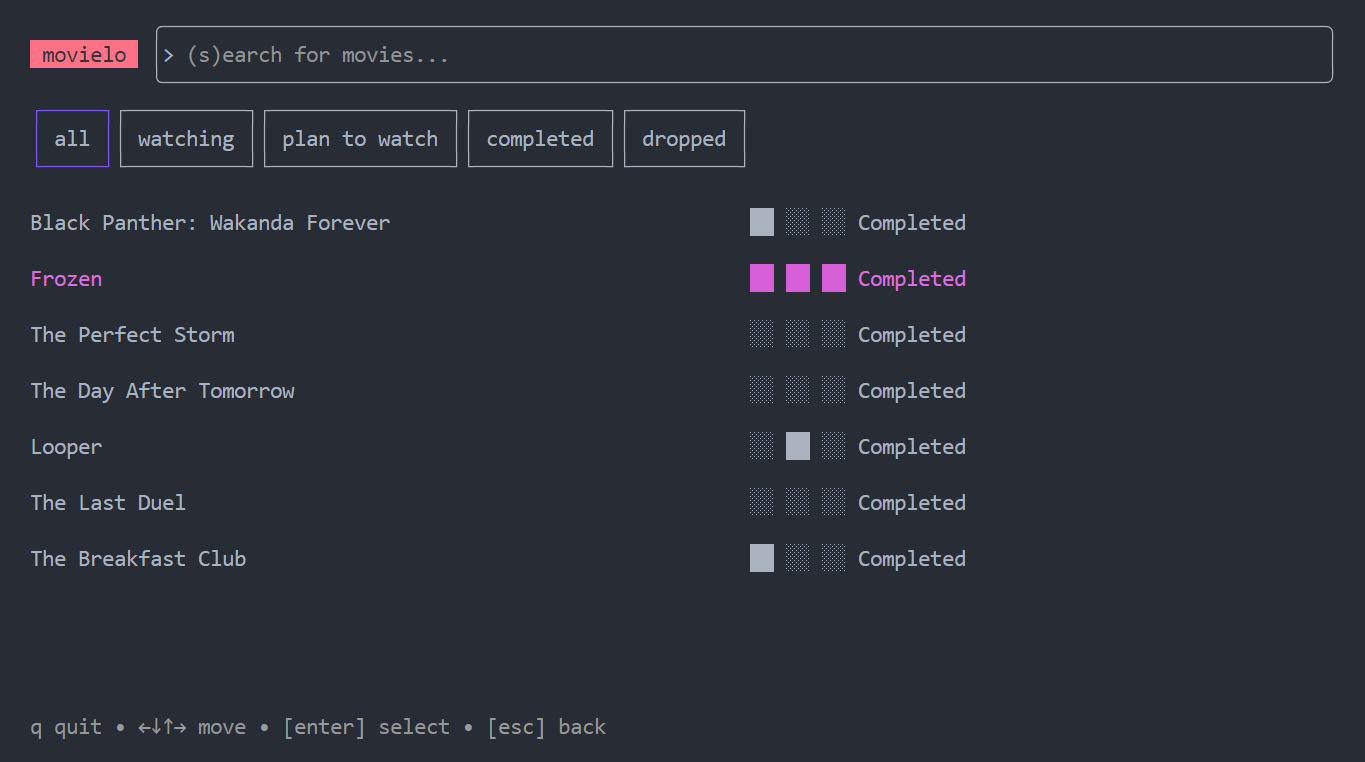 movielo > (s)earch for movies...
all watching plan to watch completed dropped
Black Panther: Wakanda Forever Completed
Frozen Completed
The Perfect Storm Completed
The Day After Tomorrow Completed
Looper Completed
The Last Duel Completed
The Breakfast Club Completed
q quit • ←↓↑→ move • [enter] select • [esc] back